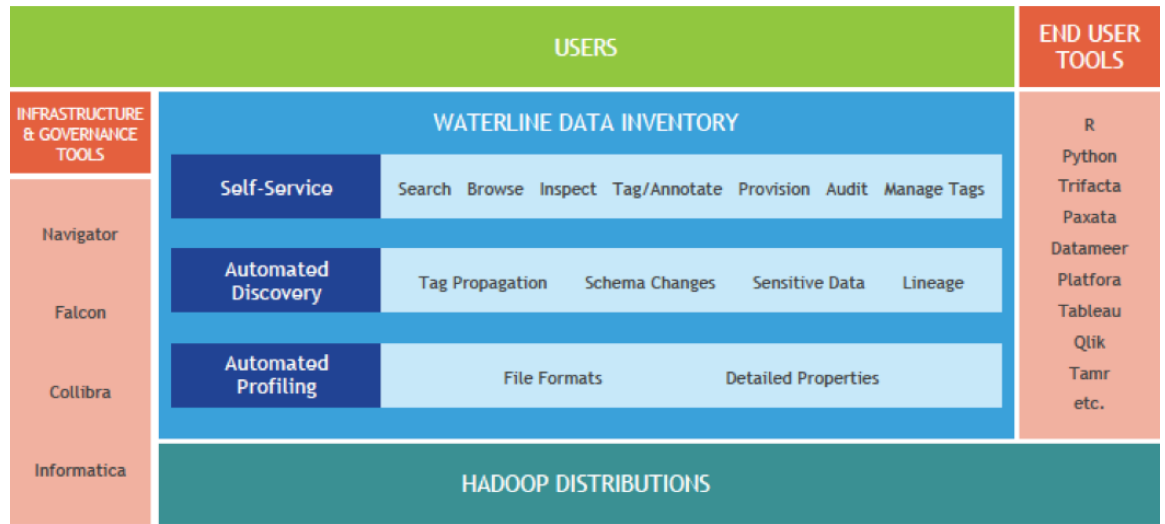 USERS
END USER
TOOLS
INFRASTRUCTURE
& GOVERNANCE
TOOLS
Navigator
Falcon
Collibra
Informatica
WATERLINE DATA INVENTORY
Self-Service
Search Browse Inspect Tag/Annotate Provision Audit Manage Tags
Automated
Discovery
Tag Propagation Schema Changes Sensitive Data Lineage
Automated
Profiling
File Formats Detailed Properties
R
Python
Trifacta
Paxata
Datameer
Platfora
Tableau
Qlik
Tamr
etc.
HADOOP DISTRIBUTIONS